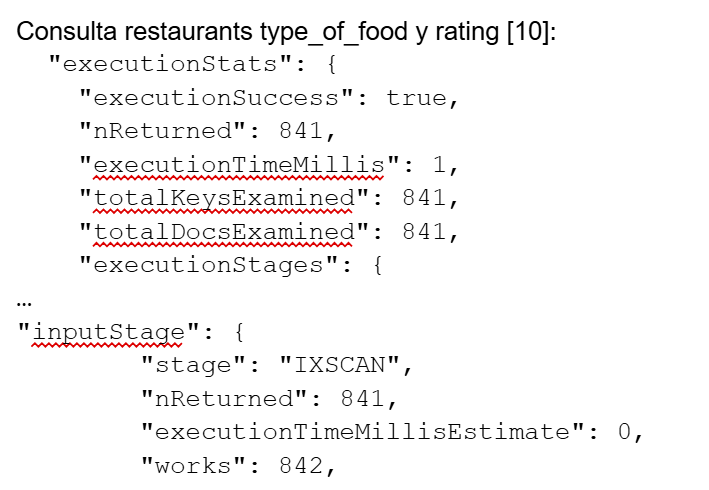 Consulta restaurants type_of_food y rating [10]:
"executionStats": {
"executionSuccess": true,
"nReturned": 841,
"executionTimeMillis": 1,
"totalKeysExamined": 841,
"totalDocsExamined": 841,
"executionStages": {
…
"inputStage": {
"stage": "IXSCAN",
"nReturned": 841,
"executionTimeMillisEstimate": 0,
"works": 842,